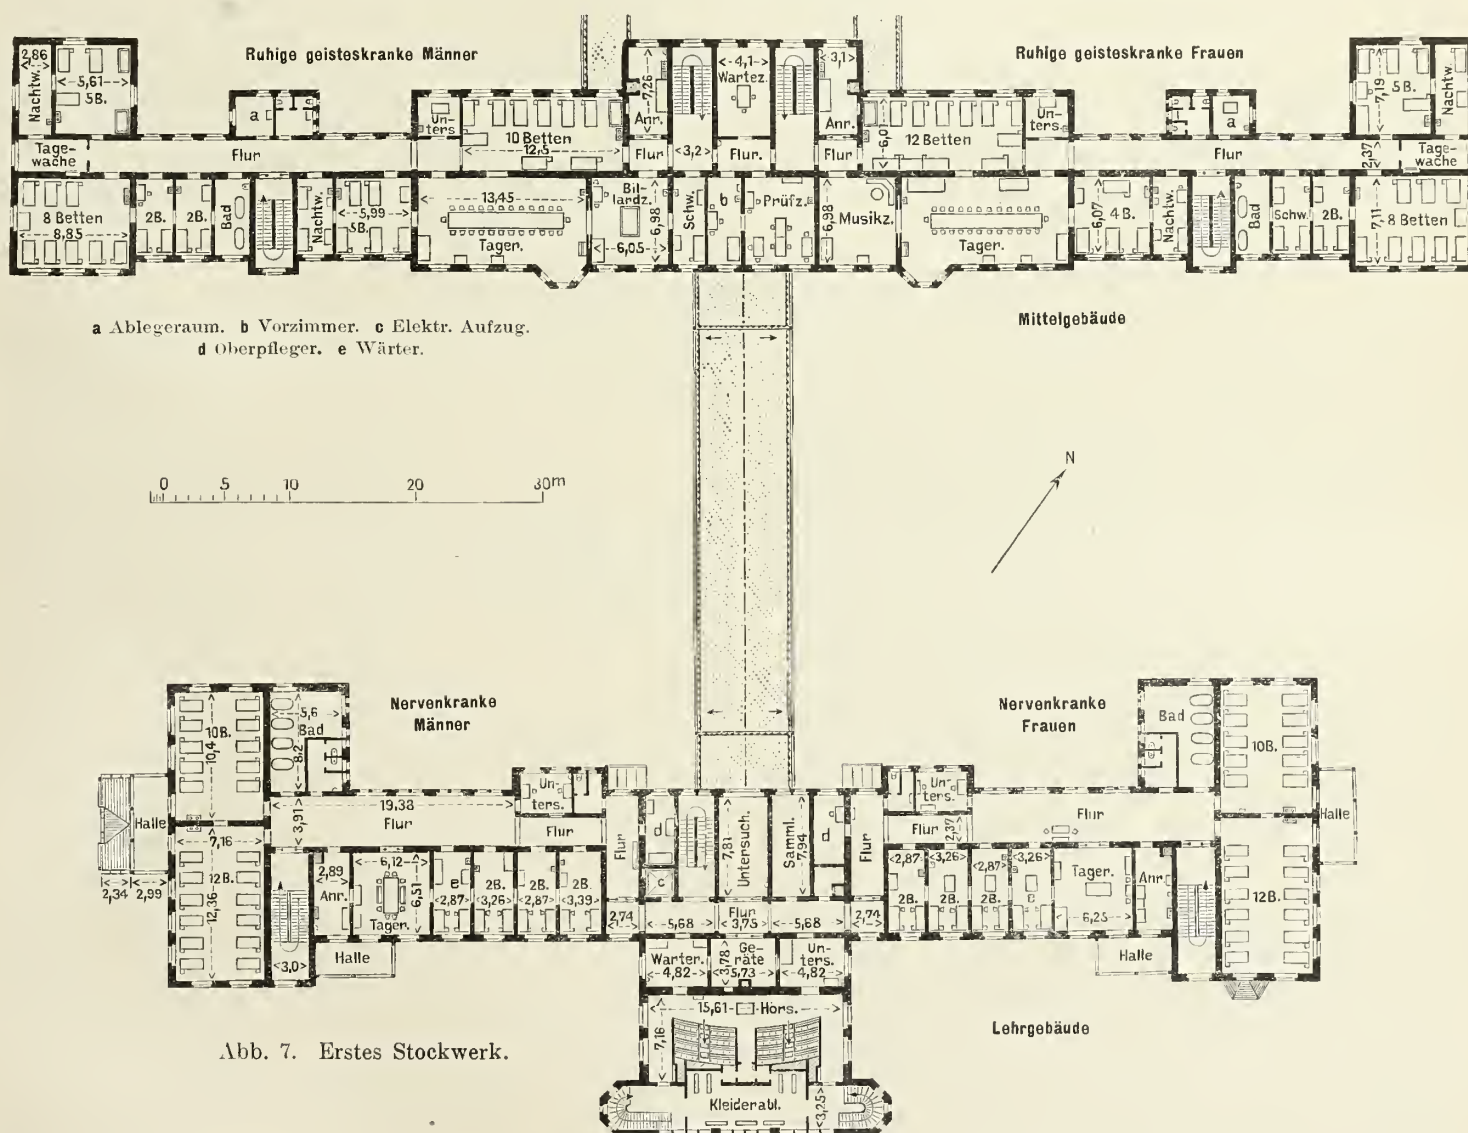 Ruhige geisteskranke Männer
Ruhige geisteskranke Frauen
2,86
Nachtw.
5,61
5B.
a
Un-
ters.
10 Betten
12,5
7,26
Anr.
4,1
Wartez.
3,1
Anr.
6,0
12 Betten
Un-
ters.
a
7,19
5B.
Nachtw.
Tage-
wache
Flur
Flur
3,2
Flur.
Flur
Flur
2,37
Tage-
wache
8 Betten
8,85
2B.
2B.
Bad
Nachtw.
5,99
5B.
13,45
Tager.
Bil-
lardz.
6,05
6,98
Schw.
b
Prüfz.
6,98
Musikz.
Tager.
6,07
4B.
Nachtw.
Bad
Schw.
2B.
7,11
8 Betten
a Ablegeraum. b Vorzimmer. c Elektr. Aufzug.
d Oberpfleger. e Wärter.
Mittelgebäude
0 5 10 20 30m
N
Nervenkranke
Männer
Nervenkranke
Frauen
10B.
10,4
5,6
Bad
8,2
Un-
ters.
Un-
ters.
Bad
10B.
Halle
7,16
3,91
19,38
Flur
Flur
Flur
d
7,81
Untersuch.
Samml.
7,94
d
Flur
Flur
2,37
Flur
Halle
2,34
2,99
12B.
12,36
3,0
2,89
Anr.
6,12
Tager.
6,51
e
2,87
2B.
3,26
2B.
2,87
2B.
3,39
2,74
c
5,68
Flur
3,75
5,68
2,74
2,87
2B.
3,26
2B.
2,87
2B.
3,26
e
Tager.
6,25
Anr.
12B.
Halle
Halle
Warter.
4,82
3,78
Ge-
räte
5,73
Un-
ters.
4,82
15,61
Hörs.
7,16
Kleiderabl.
3,25
Lehrgebäude
Abb. 7. Erstes Stockwerk.